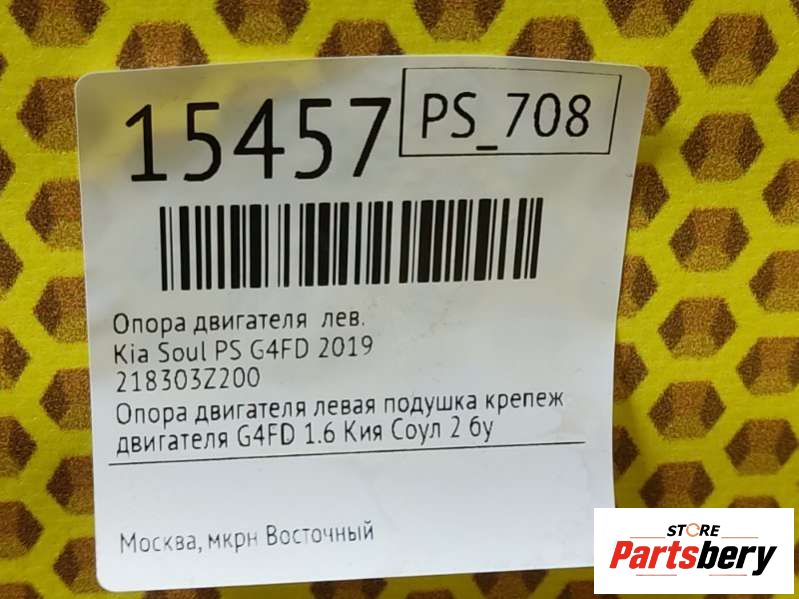 15457
PS_708
Опора двигателя лев.
Kia Soul PS G4FD 2019
218303Z200
Опора двигателя левая подушка крепеж
двигателя G4FD 1.6 Кия Соул 2 бу
Москва, мкрн Восточный
STORE
Partsbery